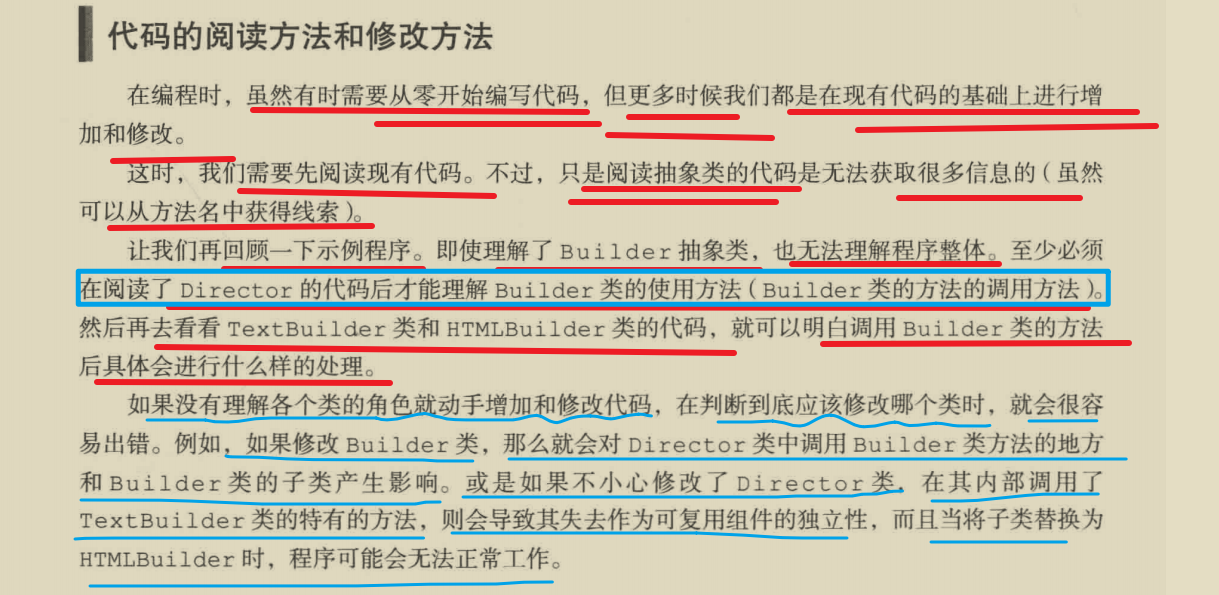 代码的阅读方法和修改方法
在编程时，虽然有时需要从零开始编写代码，但更多时候我们都是在现有代码的基础上进行增
加和修改。
这时，我们需要先阅读现有代码。不过，只是阅读抽象类的代码是无法获取很多信息的（虽然
可以从方法名中获得线索）。
让我们再回顾一下示例程序。即使理解了 Builder 抽象类，也无法理解程序整体。至少必须
在阅读了 Director 的代码后才能理解 Builder 类的使用方法（Builder 类的方法的调用方法）。
然后再去看看 TextBuilder 类和 HTMLBuilder 类的代码，就可以明白调用 Builder 类的方法
后具体会进行什么样的处理。
如果没有理解各个类的角色就动手增加和修改代码，在判断到底应该修改哪个类时，就会很容
易出错。例如，如果修改 Builder 类，那么就会对 Director 类中调用 Builder 类方法的地方
和 Builder 类的子类产生影响。或是如果不小心修改了 Director 类，在其内部调用了
TextBuilder 类的特有的方法，则会导致其失去作为可复用组件的独立性，而且当将子类替换为
HTMLBuilder 时，程序可能会无法正常工作。